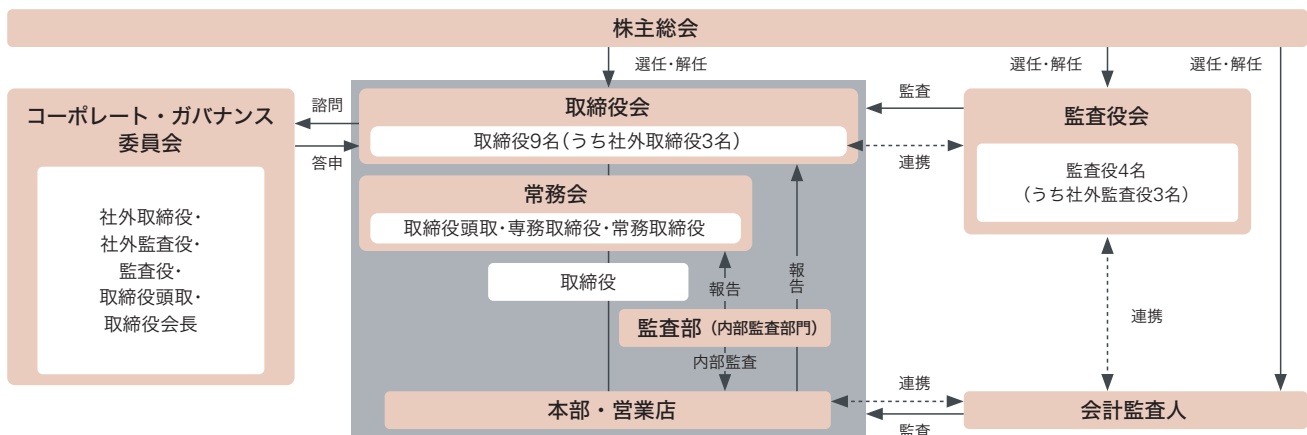 株主総会
選任・解任
選任・解任
選任・解任
コーポレート・ガバナンス
委員会
社外取締役・
社外監査役・
監査役・
取締役頭取・
取締役会長
諮問
答申
取締役会
取締役9名(うち社外取締役3名)
監査
連携
監査役会
監査役4名
(うち社外監査役3名)
常務会
取締役頭取・専務取締役・常務取締役
取締役
報告
報告
監査部 (内部監査部門)
内部監査
連携
本部・営業店
連携
監査
会計監査人